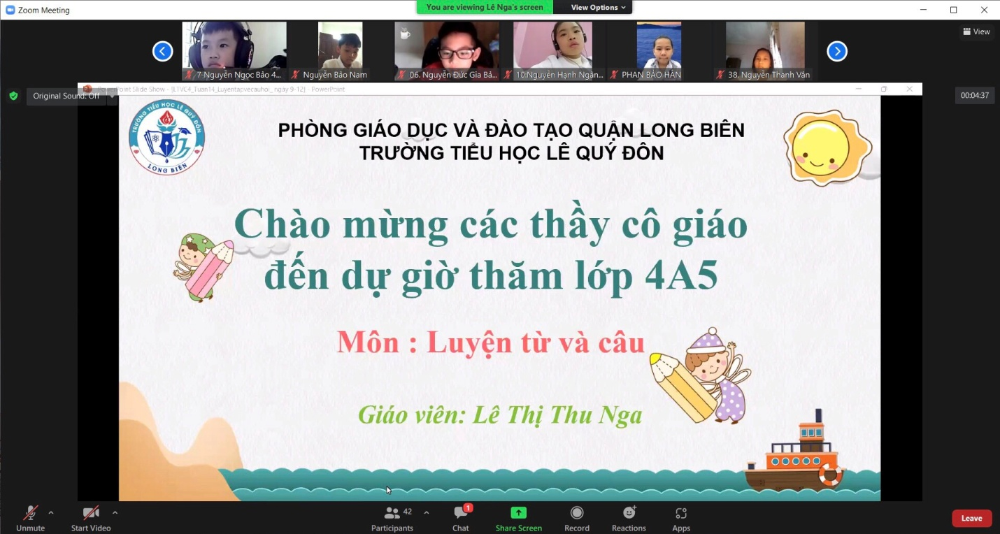 Zoom Meeting
You are viewing Lê Nga's screen
View Options
View
7 Nguyễn Ngọc Bảo 4...
Nguyễn Bảo Nam
06. Nguyễn Đức Gia Bả...
10.Nguyễn Hạnh Ngân...
PHAN BẢO HÂN
38. Nguyễn Thanh Vân
PowerPoint Slide Show - [LTVC4_Tuan14_Luyentapvecauhoi_ ngày 9-12] - PowerPoint
Original Sound: Off
00:04:37
TRƯỜNG TIỂU HỌC LÊ QUÝ ĐÔN
LONG BIÊN
PHÒNG GIÁO DỤC VÀ ĐÀO TẠO QUẬN LONG BIÊN
TRƯỜNG TIỂU HỌC LÊ QUÝ ĐÔN
Chào mừng các thầy cô giáo
đến dự giờ thăm lớp 4A5
Môn : Luyện từ và câu
Giáo viên: Lê Thị Thu Nga
Unmute
Start Video
42
Participants
1
Chat
Share Screen
Record
Reactions
Apps
Leave